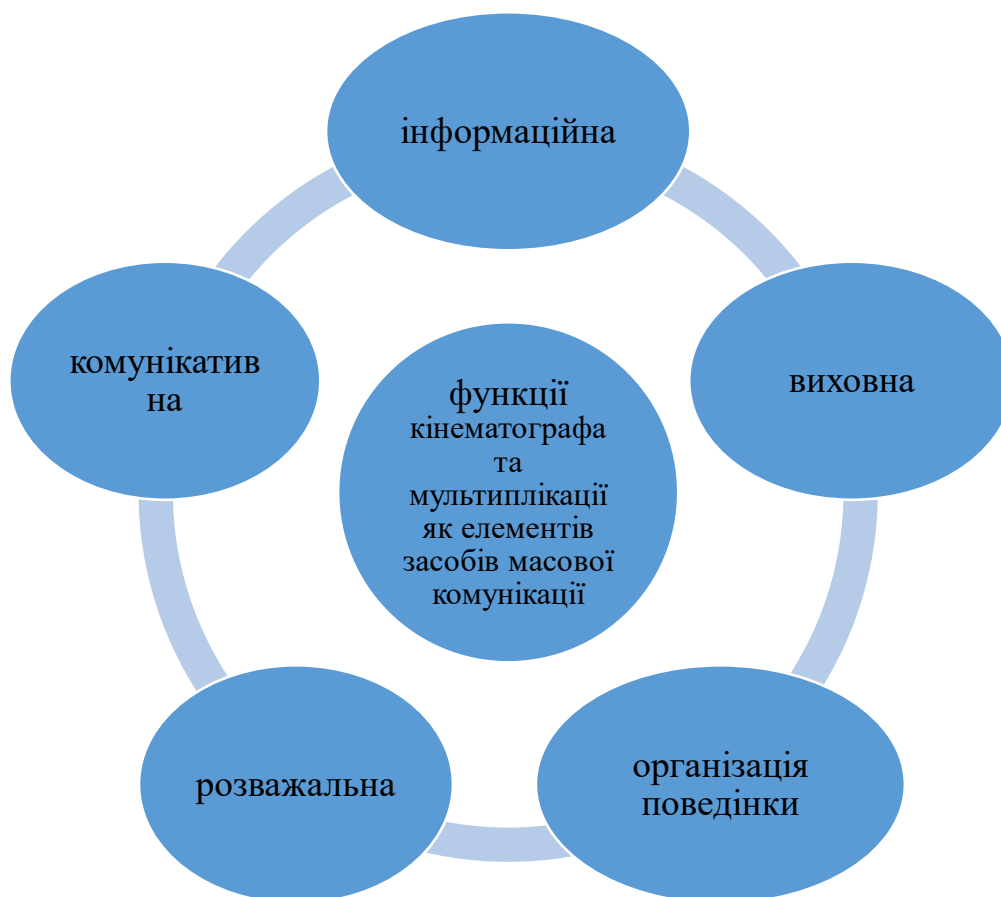 інформаційна
комунікатив
на
виховна
функції
кінематографа
та
мультиплікації
як елементів
засобів масової
комунікації
розважальна
організація
поведінки